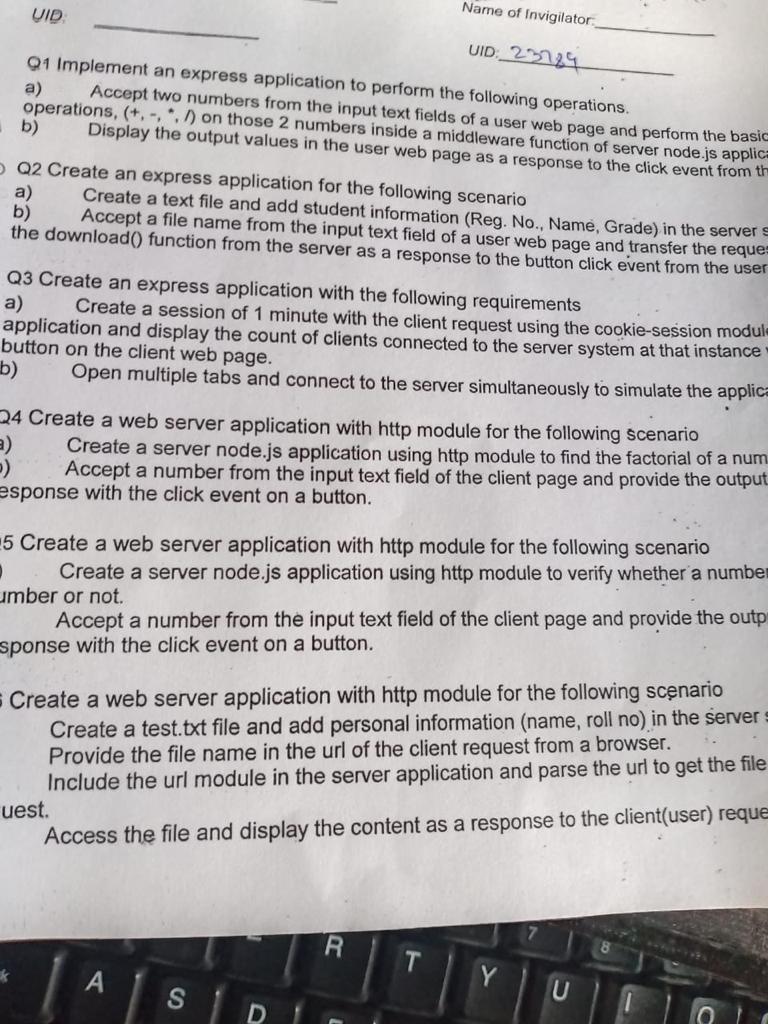 UID:
Name of Invigilator:
UID: 23789
Q1 Implement an express application to perform the following operations.
a) Accept two numbers from the input text fields of a user web page and perform the basic
operations, (+, -, *, /) on those 2 numbers inside a middleware function of server node.js
b) Display the output values in the user web page as a response to the click event from
Q2 Create an express application for the following scenario
a) Create a text file and add student information (Reg. No., Name, Grade) in the server
b) Accept a file name from the input text field of a user web page and transfer the
the download() function from the server as a response to the button click event from the user
Q3 Create an express application with the following requirements
a) Create a session of 1 minute with the client request using the cookie-session
application and display the count of clients connected to the server system at that instance
button on the client web page.
b) Open multiple tabs and connect to the server simultaneously to simulate the
Q4 Create a web server application with http module for the following scenario
a) Create a server node.js application using http module to find the factorial of a num
) Accept a number from the input text field of the client page and provide the output
esponse with the click event on a button.
5 Create a web server application with http module for the following scenario
) Create a server node.js application using http module to verify whether a number
umber or not.
Accept a number from the input text field of the client page and provide the outp
sponse with the click event on a button.
Create a web server application with http module for the following scenario
Create a test.txt file and add personal information (name, roll no) in the server
Provide the file name in the url of the client request from a browser.
Include the url module in the server application and parse the url to get the file
uest.
Access the file and display the content as a response to the client(user) reque
R T Y U I O
7 8
A S D